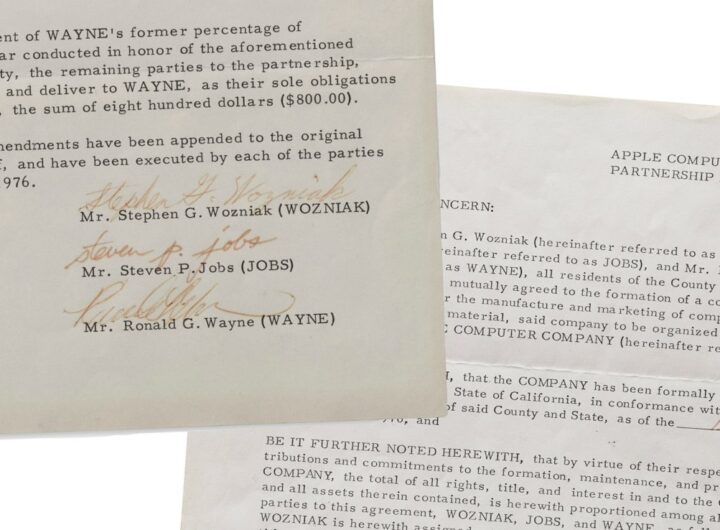 ent of WAYNE's former percentage of
ar conducted in honor of the aforementioned
ty, the remaining parties to the partnership,
and deliver to WAYNE, as their sole obligations
, the sum of eight hundred dollars ($800.00).
mendments have been appended to the original
f, and have been executed by each of the parties
1976.
Stephen G. Wozniak
Mr. Stephen G. Wozniak (WOZNIAK)
steven p. jobs
Mr. Steven P. Jobs (JOBS)
Mr. Ronald G. Wayne (WAYNE)
APPLE COMPU
PARTNERSHIP
NCERN:
n G. Wozniak (hereinafter referred to as
reinafter referred to as JOBS), and Mr.
as WAYNE), all residents of the County
mutually agreed to the formation of a co
r the manufacture and marketing of comp
material, said company to be organized
COMPUTER COMPANY (hereinafter re
H, that the COMPANY has been formally
State of California, in conformance wit
of said County and State, as of the
and
BE IT FURTHER NOTED HEREWITH, that by virtue of their respe
tributions and commitments to the formation, maintenance, and pr
COMPANY, the total of all rights, title, and interest in and to the C
and all assets therein contained, is herewith proportioned among al
parties to this agreement, WOZNIAK, JOBS, and WAYNE,
WOZNIAK is herewith assigned